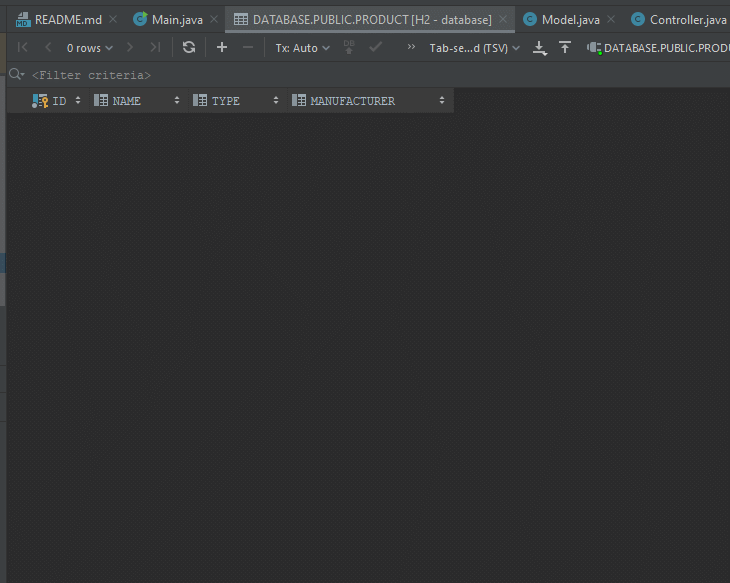 README.md Main.java DATABASE.PUBLIC.PRODUCT [H2 - database] Model.java Controller.java
0 rows Tx: Auto DB Tab-se...d (TSV) DATABASE.PUBLIC.PRODU
<Filter criteria>
ID NAME TYPE MANUFACTURER